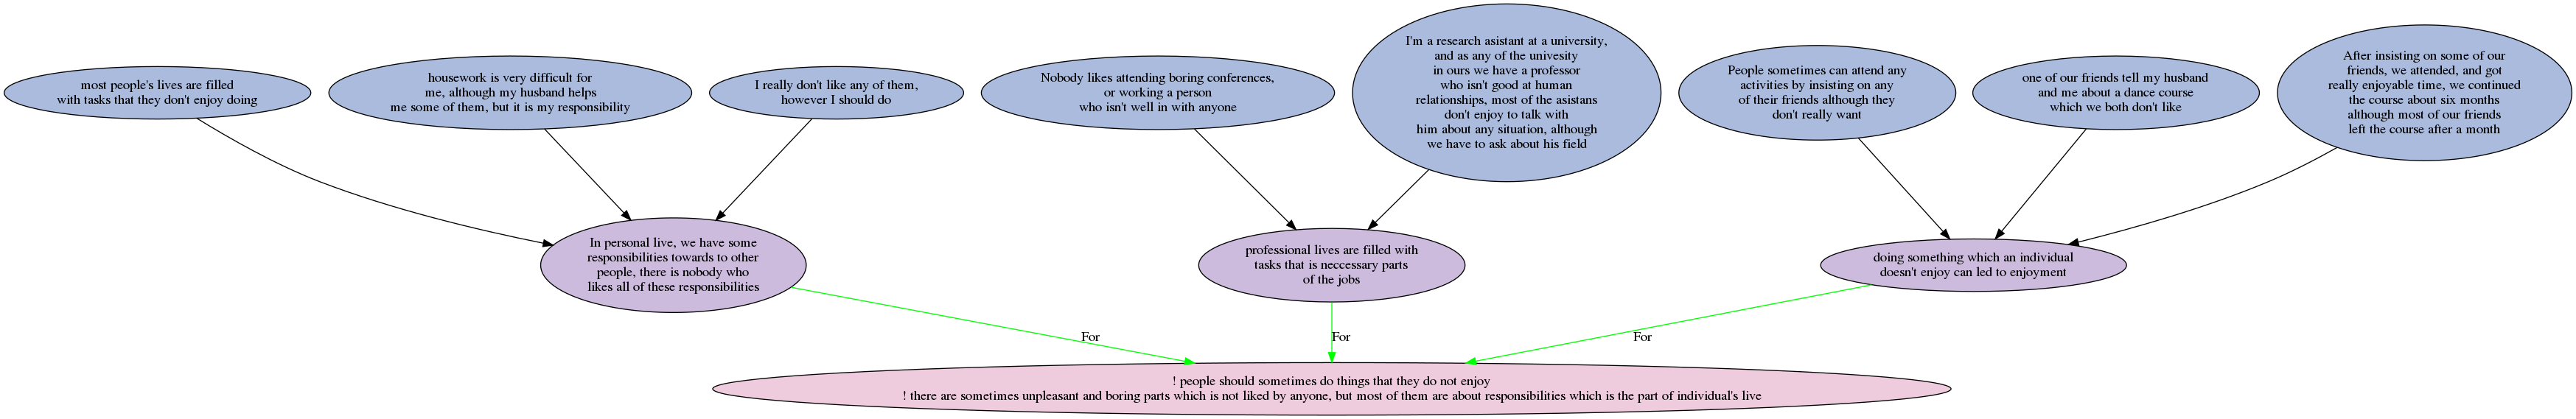 most people's lives are filled
with tasks that they don't enjoy doing
housework is very difficult for
me, although my husband helps
me some of them, but it is my responsibility
I really don't like any of them,
however I should do
Nobody likes attending boring conferences,
or working a person
who isn't well in with anyone
I'm a research asistant at a university,
and as any of the univesity
in ours we have a professor
who isn't good at human
relationships, most of the asistans
don't enjoy to talk with
him about any situation, although
we have to ask about his field
People sometimes can attend any
activities by insisting on any
of their friends although they
don't really want
one of our friends tell my husband
and me about a dance course
which we both don't like
After insisting on some of our
friends, we attended, and got
really enjoyable time, we continued
the course about six months
although most of our friends
left the course after a month
In personal live, we have some
responsibilities towards to other
people, there is nobody who
likes all of these responsibilities
professional lives are filled with
tasks that is neccessary parts
of the jobs
doing something which an individual
doesn't enjoy can led to enjoyment
For
For
For
! people should sometimes do things that they do not enjoy
! there are sometimes unpleasant and boring parts which is not liked by anyone, but most of them are about responsibilities which is the part of individual's live